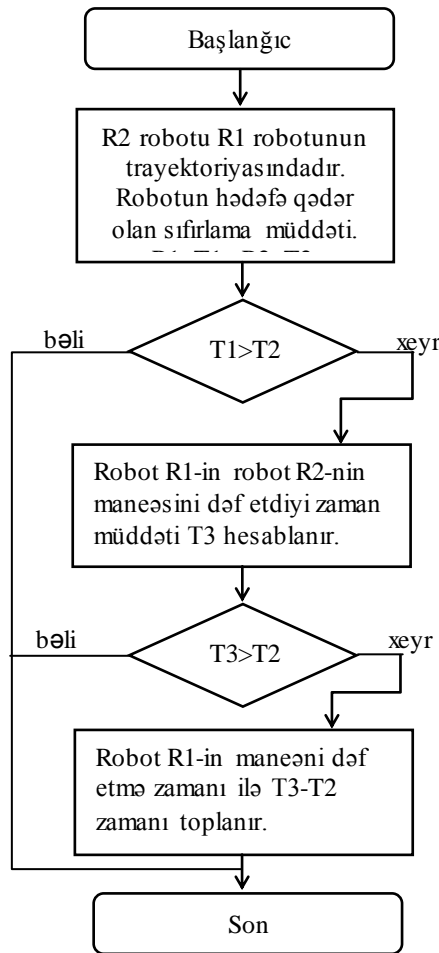 Başlanğıc
R2 robotu R1 robotunun
trayektoriyasındadır.
Robotun hədəfə qədər
olan sıfırlama müddəti.
bəli
T1>T2
xeyr
Robot R1-in robot R2-nin
maneəsini dəf etdiyi zaman
müddəti T3 hesablanır.
bəli
T3>T2
xeyr
Robot R1-in maneəni dəf
etmə zamanı ilə T3-T2
zamanı toplanır.
Son